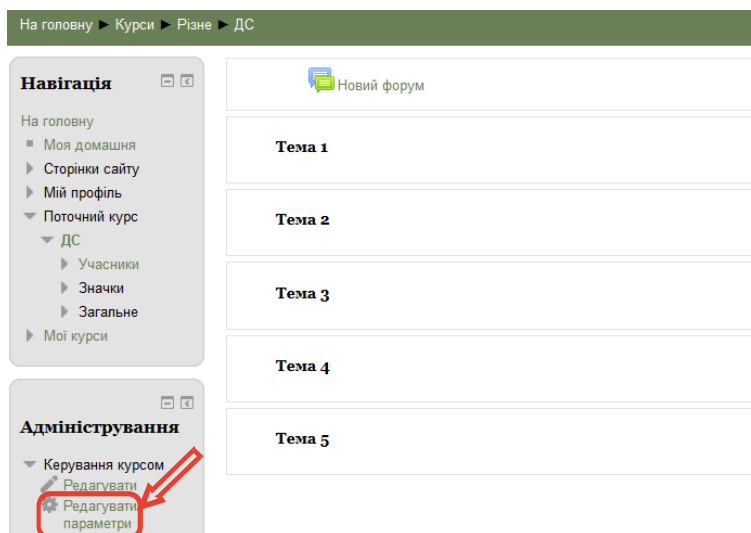 На головну ► Курси ► Різне ► ДС
Навігація
На головну
Моя домашня
Сторінки сайту
Мій профіль
Поточний курс
ДС
Учасники
Значки
Загальне
Мої курси
Адміністрування
Керування курсом
Редагувати
Редагувати
параметри
Новий форум
Тема 1
Тема 2
Тема 3
Тема 4
Тема 5